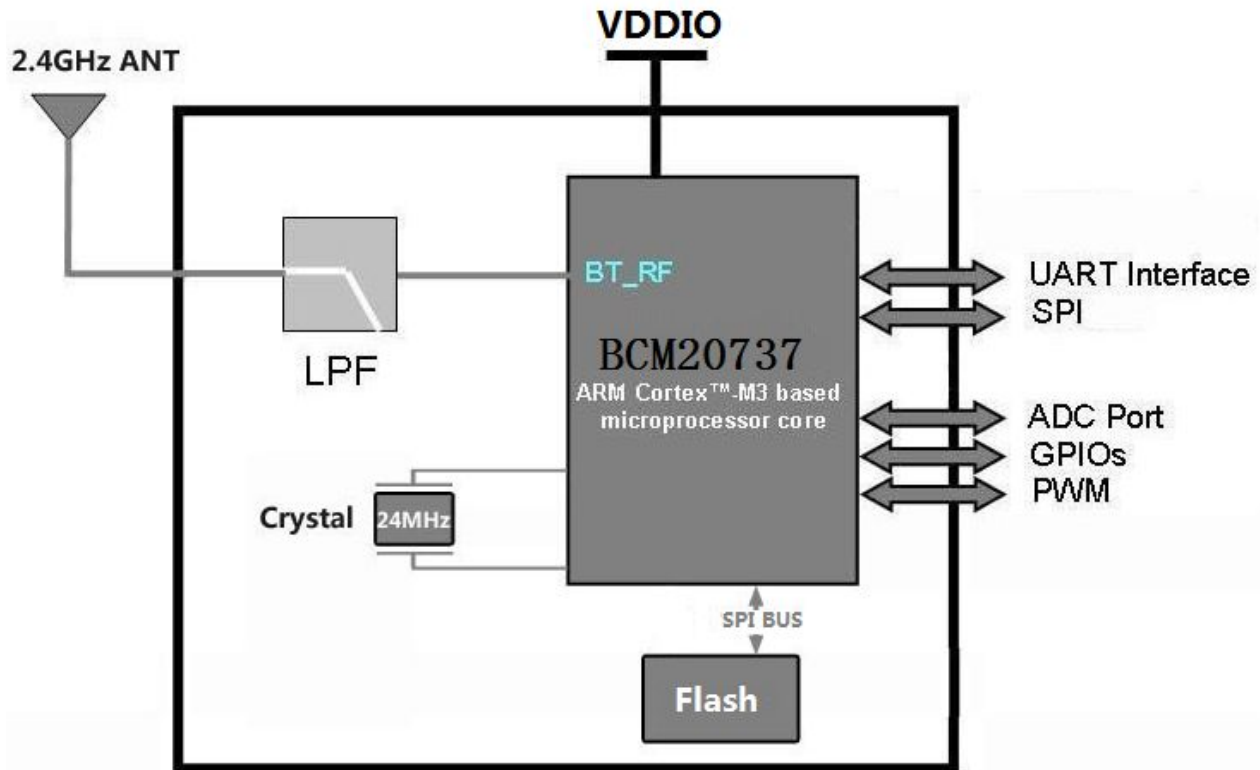 VDDIO
2.4GHz ANT
BT_RF
UART Interface
SPI
LPF
BCM20737
ARM Cortex™-M3 based
microprocessor core
ADC Port
GPIOs
PWM
Crystal
24MHz
SPI BUS
Flash